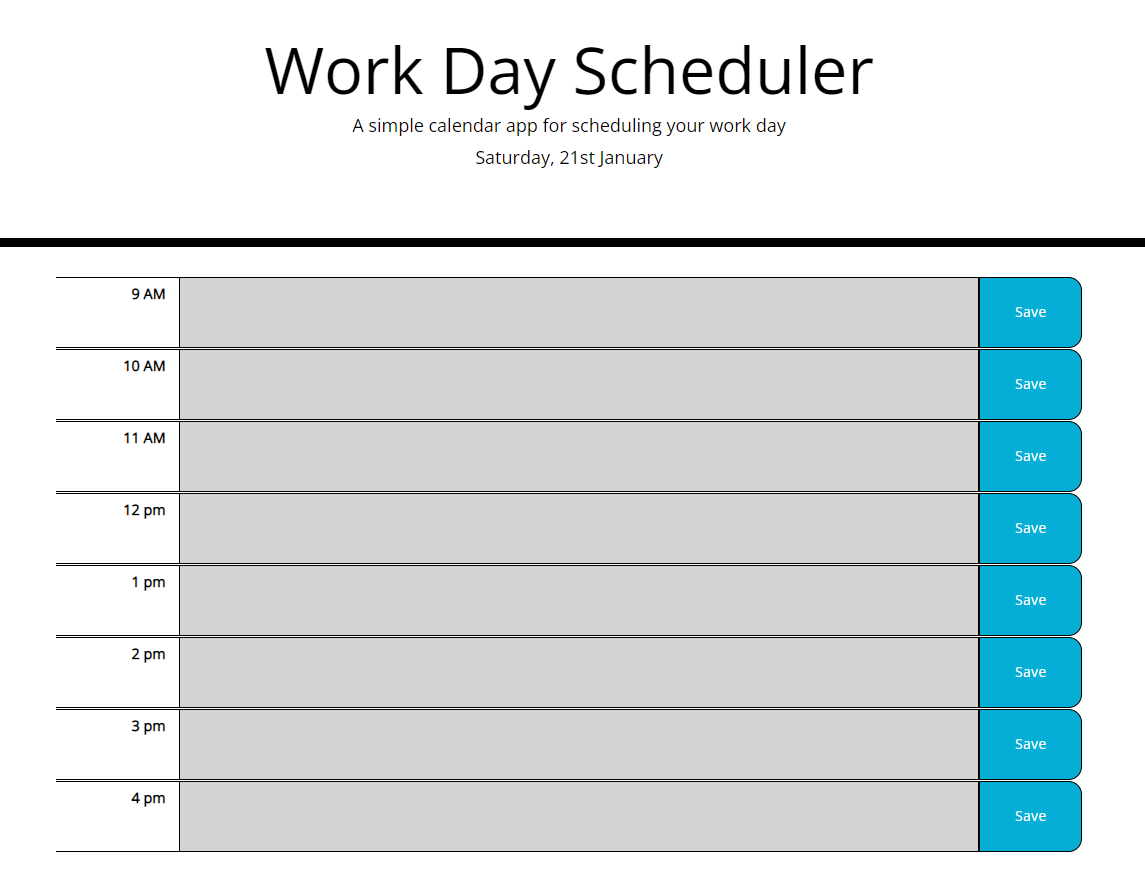 Work Day Scheduler
A simple calendar app for scheduling your work day
Saturday, 21st January
9 AM
Save
10 AM
Save
11 AM
Save
12 pm
Save
1 pm
Save
2 pm
Save
3 pm
Save
4 pm
Save